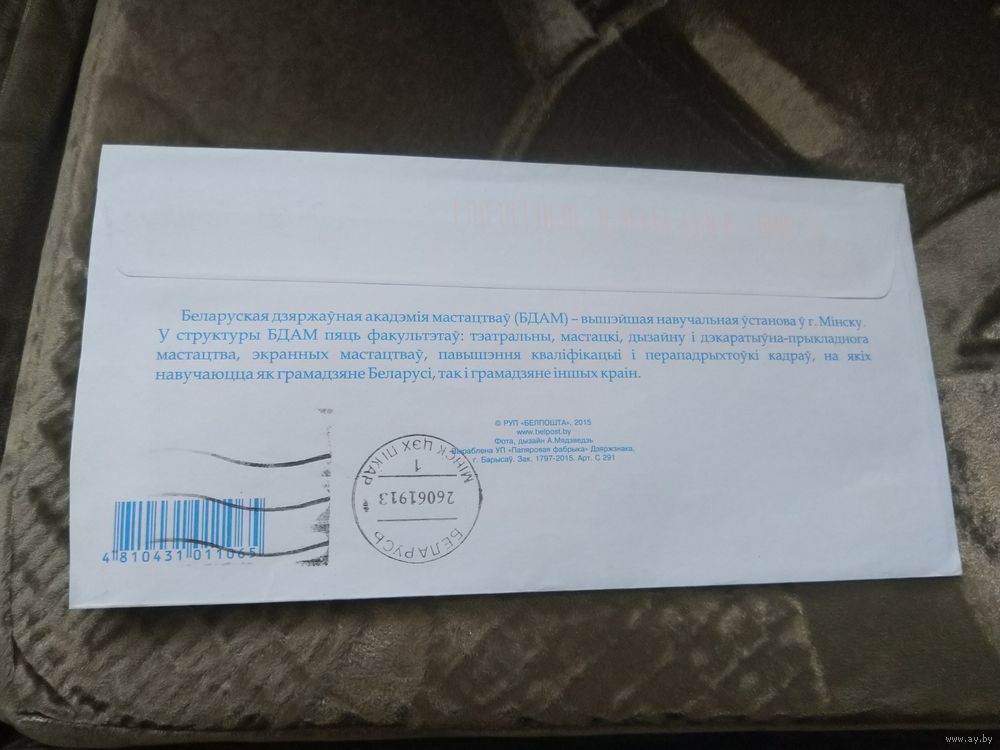 Беларуская дзяржаўная акадэмія мастацтваў (БДАМ) – вышэйшая навучальная ўстанова ў г. Мінску.
У структуры БДАМ пяць факультэтаў: тэатральны, мастацкі, дызайну і дэкаратыўна-прыкладнога
мастацтва, экранных мастацтваў, павышэння кваліфікацыі і перападрыхтоўкі кадраў, на якіх
навучаюцца як грамадзяне Беларусі, так і грамадзяне іншых краін.
© РУП «БЕЛПОШТА», 2015
www.belpost.by
Фота, дызайн А.Мядзведзь
Выраблена УП «Папяровая фабрыка» Дзяржзнака,
г. Барысаў. Зак. 1797-2015. Арт. С 291
МІНСК ЦЭХ ПІКАР
1
26061913
БЕЛАРУСЬ
4 810431 011065
www.ay.by